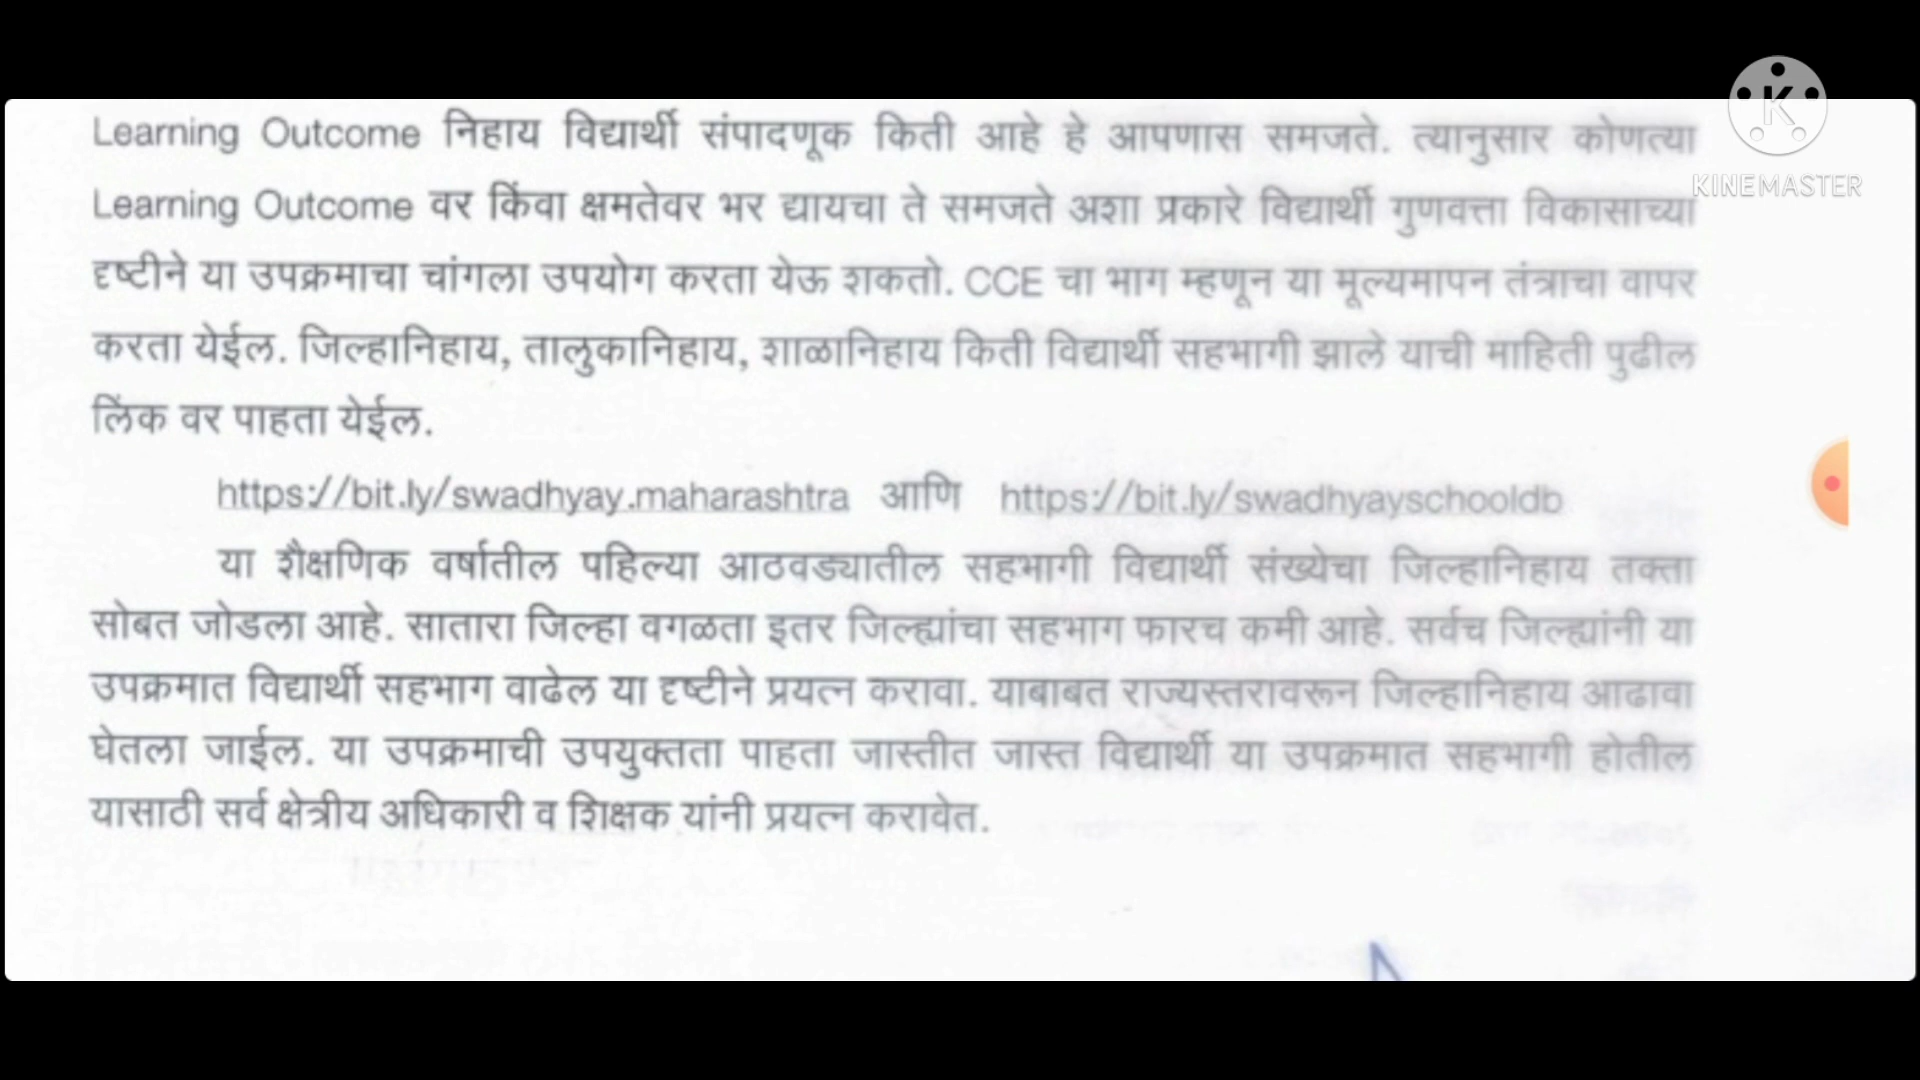 Learning Outcome निहाय विद्यार्थी संपादणूक किती आहे हे आपणास समजते. त्यानुसार कोणत्या
Learning Outcome वर किंवा क्षमतेवर भर द्यायचा ते समजते अशा प्रकारे विद्यार्थी गुणवत्ता विकासाच्या
दृष्टीने या उपक्रमाचा चांगला उपयोग करता येऊ शकतो. CCE चा भाग म्हणून या मूल्यमापन तंत्राचा वापर
करता येईल. जिल्हानिहाय, तालुकानिहाय, शाळानिहाय किती विद्यार्थी सहभागी झाले याची माहिती पुढील
लिंक वर पाहता येईल.
https://bit.ly/swadhyay.maharashtra आणि https://bit.ly/swadhyayschooldb
या शैक्षणिक वर्षातील पहिल्या आठवड्यातील सहभागी विद्यार्थी संख्येचा जिल्हानिहाय तक्ता
सोबत जोडला आहे. सातारा जिल्हा वगळता इतर जिल्ह्यांचा सहभाग फारच कमी आहे. सर्वच जिल्ह्यांनी या
उपक्रमात विद्यार्थी सहभाग वाढेल या दृष्टीने प्रयत्न करावा. याबाबत राज्यस्तरावरून जिल्हानिहाय आढावा
घेतला जाईल. या उपक्रमाची उपयुक्तता पाहता जास्तीत जास्त विद्यार्थी या उपक्रमात सहभागी होतील
यासाठी सर्व क्षेत्रीय अधिकारी व शिक्षक यांनी प्रयत्न करावेत.
K
KINEMASTER